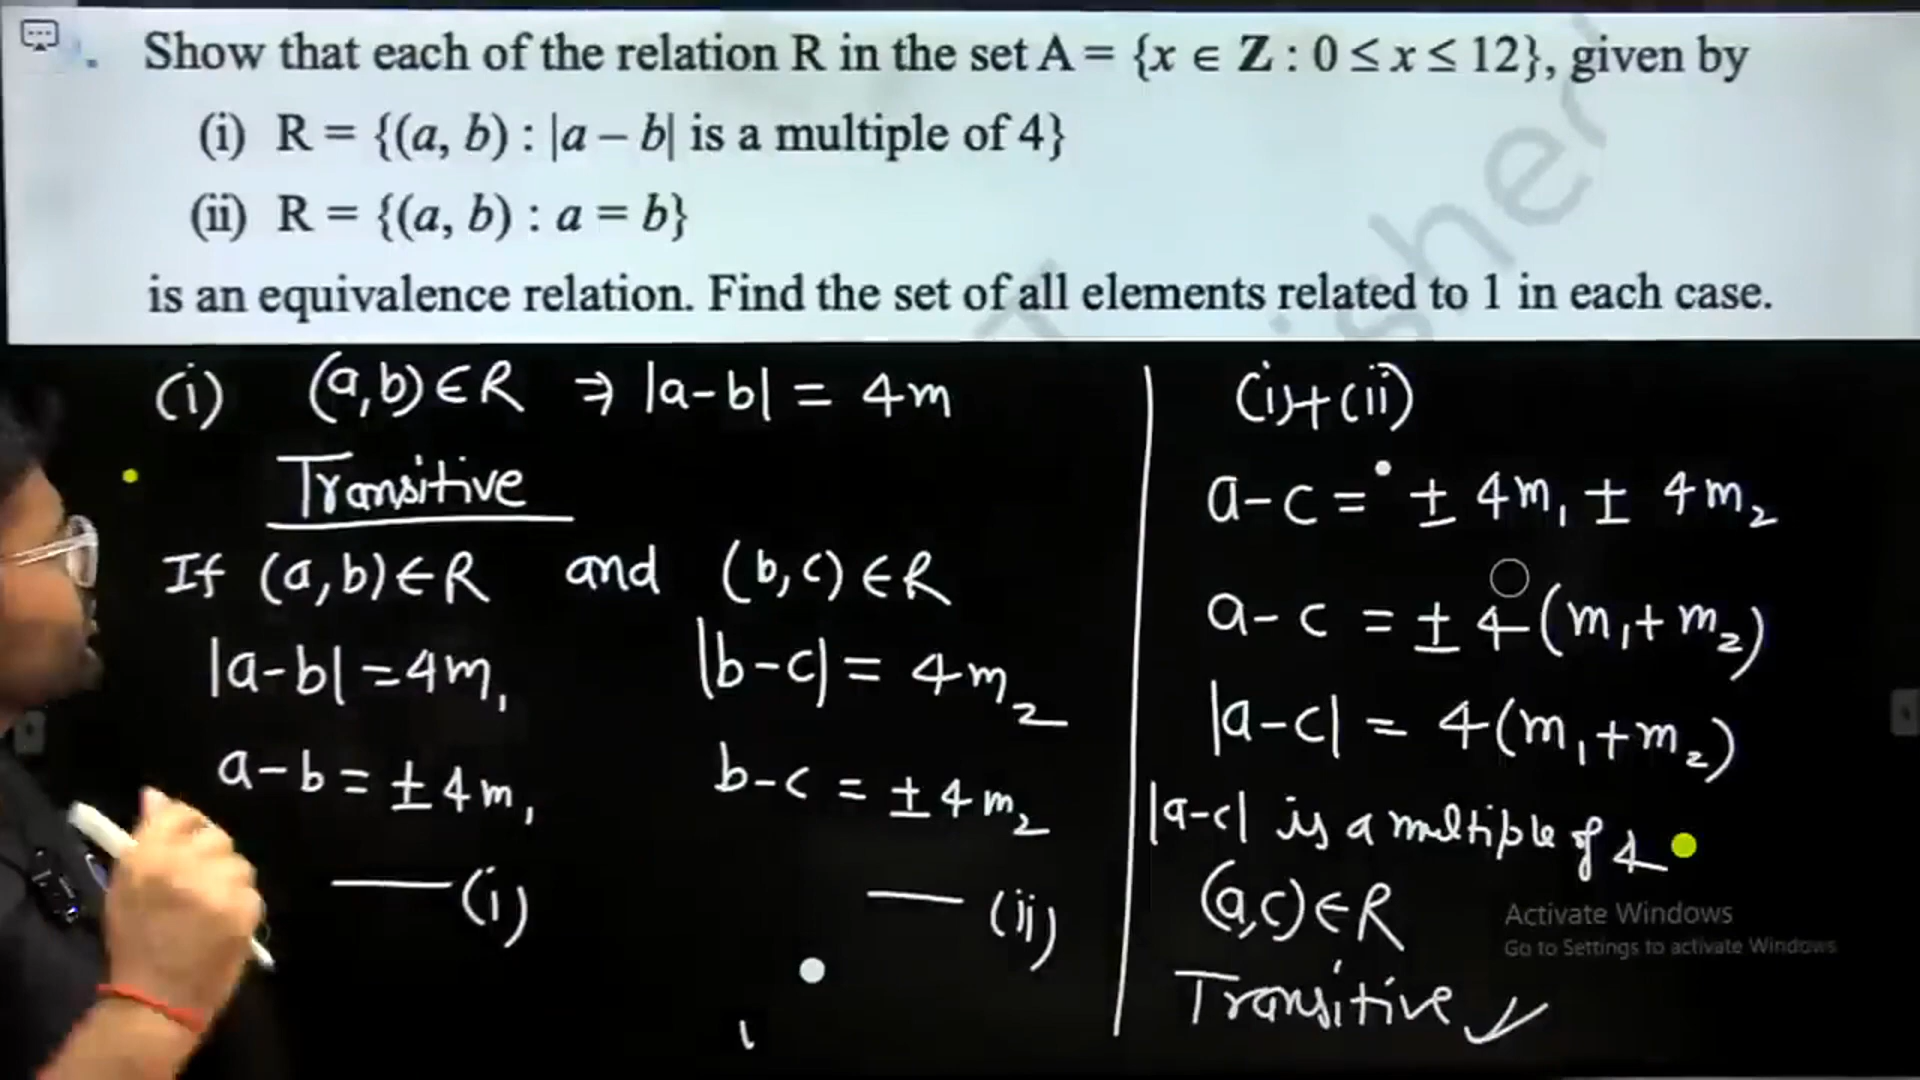 Show that each of the relation R in the set A = {x ∈ Z : 0 ≤ x ≤ 12}, given by
(i) R = {(a, b) : |a – b| is a multiple of 4}
(ii) R = {(a, b) : a = b}
is an equivalence relation. Find the set of all elements related to 1 in each case.
(i) (a,b)∈R ⇒ |a-b| = 4m
Transitive
If (a,b)∈R and (b,c)∈R
|a-b| = 4m₁ |b-c| = 4m₂
a-b = ±4m₁ b-c = ±4m₂
—(i) —(ii)
(i)+(ii)
a-c = ± 4m₁ ± 4m₂
a-c = ± 4(m₁+m₂)
|a-c| = 4(m₁+m₂)
|a-c| is a multiple of 4
(a,c)∈R
Transitive ✓
Activate Windows
Go to Settings to activate Windows